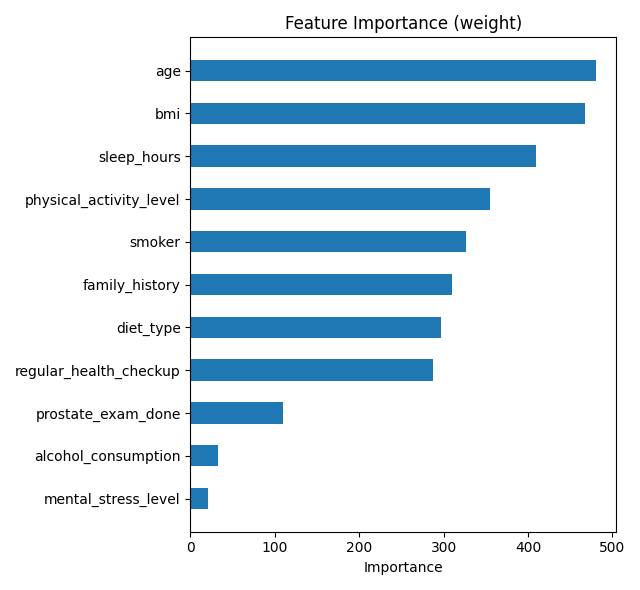 Feature Importance (weight)
age
bmi
sleep_hours
physical_activity_level
smoker
family_history
diet_type
regular_health_checkup
prostate_exam_done
alcohol_consumption
mental_stress_level
0 100 200 300 400 500
Importance